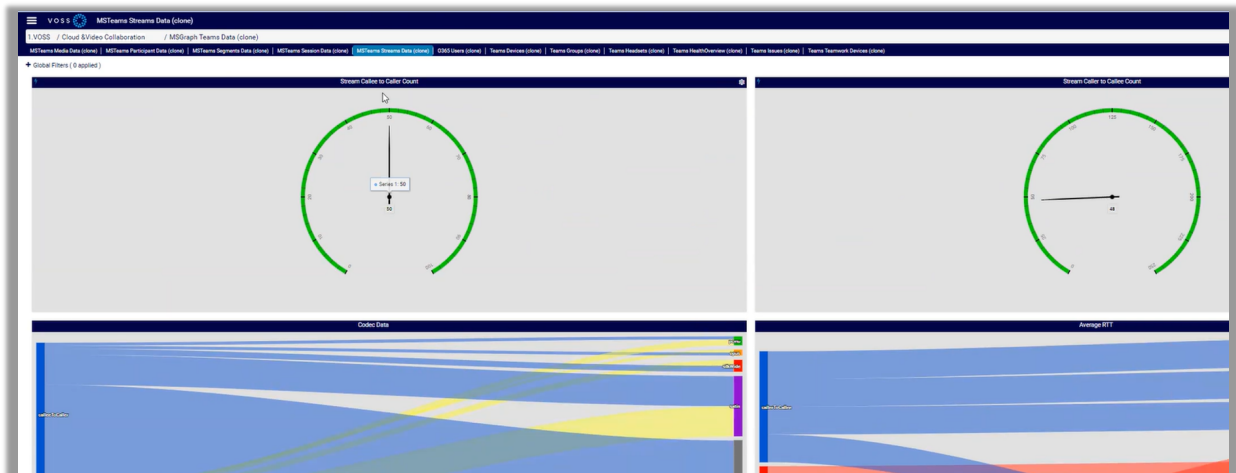 VOSS MSTeams Streams Data (clone)
1.VOSS / Cloud &Video Collaboration / MSGraph Teams Data (clone)
MSTeams Media Data (clone) | MSTeams Participant Data (clone) | MSTeams Segments Data (clone) | MSTeams Session Data (clone) | MSTeams Streams Data (clone) | O365 Users (clone) | Teams Devices (clone) | Teams Groups (clone) | Teams Headsets (clone) | Teams HealthOverview (clone) | Teams Issues (clone) | Teams Teamwork Devices (clone)
+ Global Filters ( 0 applied )
Stream Callee to Caller Count
Stream Caller to Callee Count
50
Series 1: 50
50
125
48
Codec Data
Average RTT